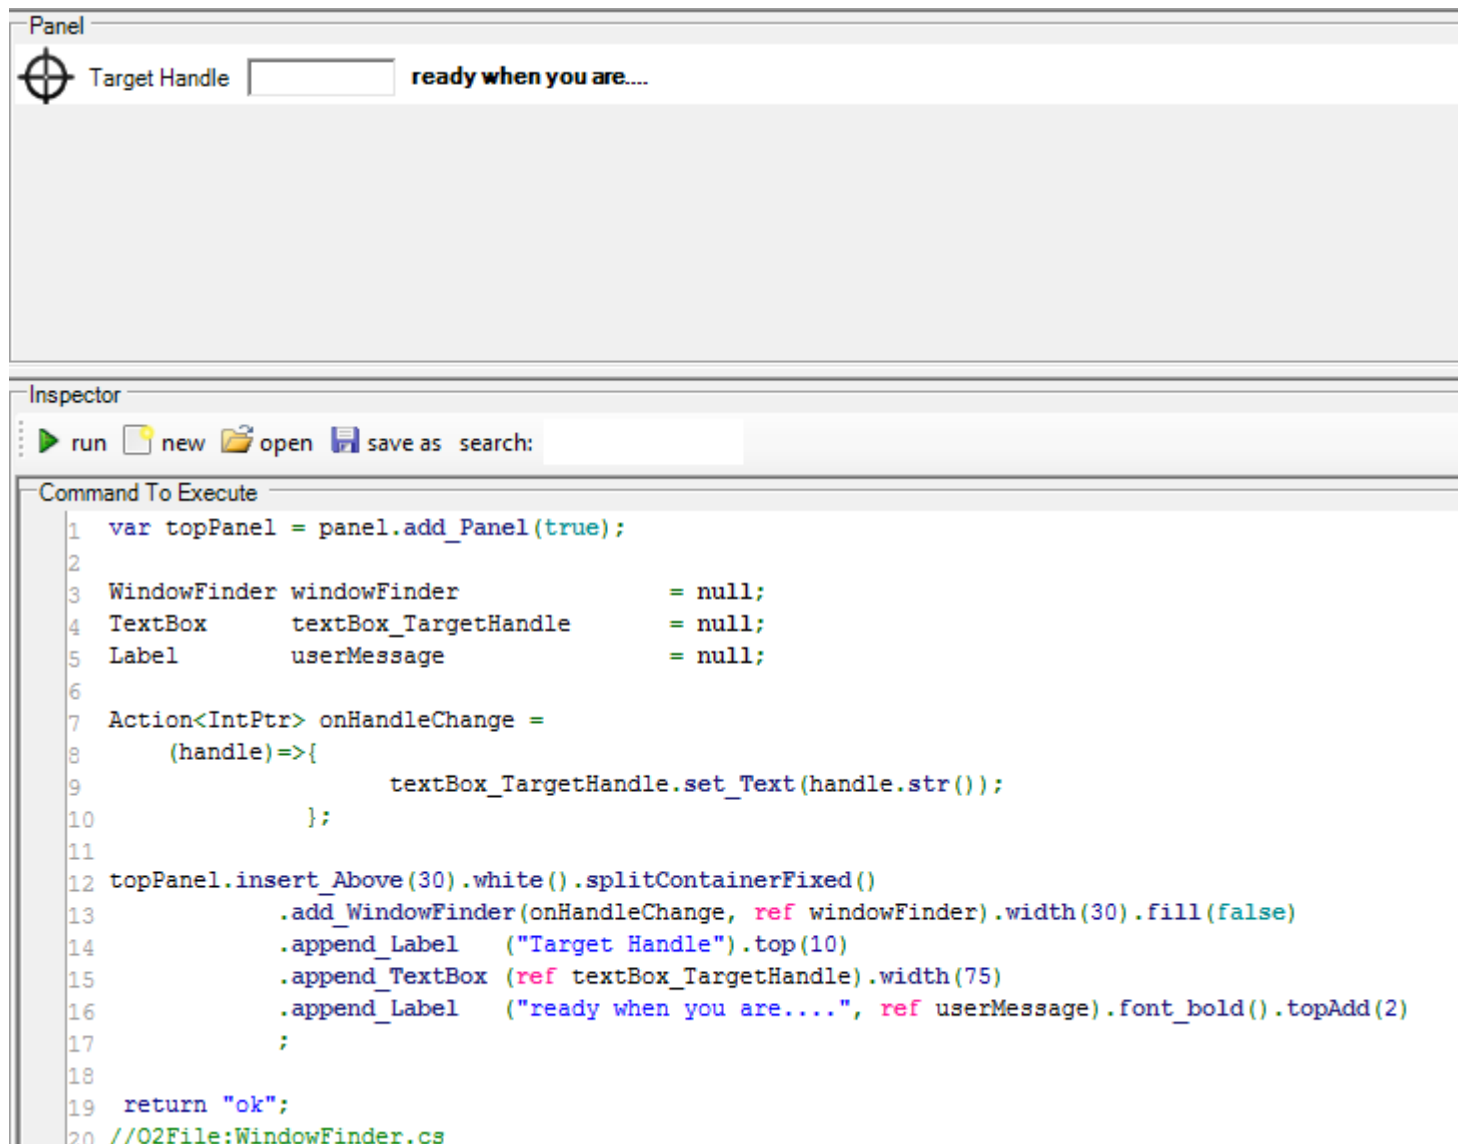 Panel
Target Handle ready when you are....
Inspector
run new open save as search:
Command To Execute
1 var topPanel = panel.add_Panel(true);
2
3 WindowFinder windowFinder = null;
4 TextBox textBox_TargetHandle = null;
5 Label userMessage = null;
6
7 Action<IntPtr> onHandleChange =
8 (handle)=>{
9 textBox_TargetHandle.set_Text(handle.str());
10 };
11
12 topPanel.insert_Above(30).white().splitContainerFixed()
13 .add_WindowFinder(onHandleChange, ref windowFinder).width(30).fill(false)
14 .append_Label ("Target Handle").top(10)
15 .append_TextBox (ref textBox_TargetHandle).width(75)
16 .append_Label ("ready when you are....", ref userMessage).font_bold().topAdd(2)
17 ;
18
19 return "ok";
20 //O2File:WindowFinder.cs